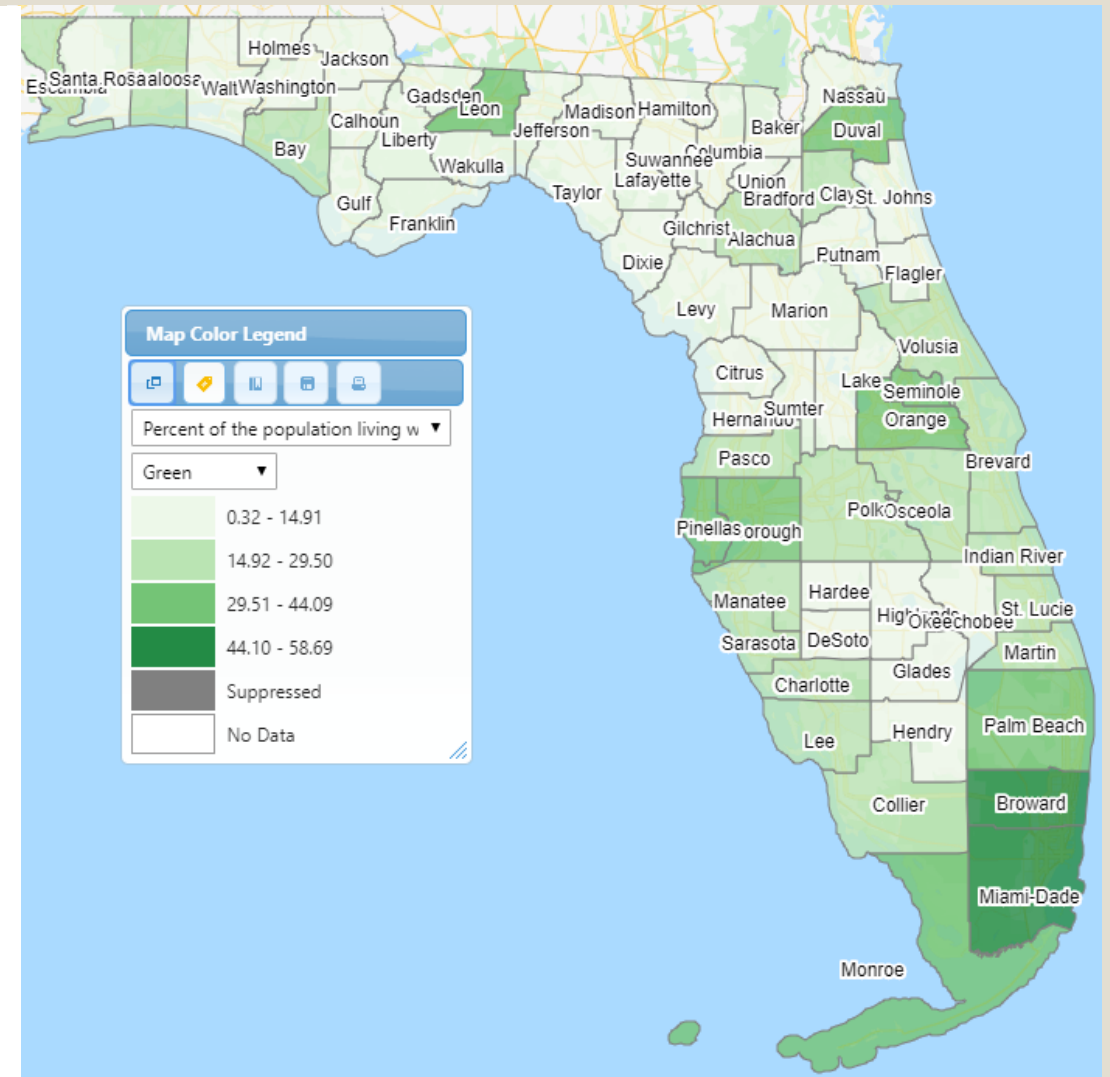 Holmes
Jackson
Escambia
Santa Rosa
aloosa
Walt
Washington
Gadsden
Leon
Madison
Hamilton
Nassau
Calhoun
Jefferson
Baker
Duval
Bay
Liberty
Suwannee
Columbia
Wakulla
Lafayette
Union
Taylor
Bradford
Clay
St. Johns
Gulf
Franklin
Gilchrist
Alachua
Dixie
Putnam
Flagler
Levy
Marion
Map Color Legend
Volusia
Citrus
Lake
Seminole
Sumter
Hernando
Orange
Percent of the population living w
Pasco
Brevard
Green
Polk
Osceola
0.32 - 14.91
Pinellas
orough
14.92 - 29.50
Indian River
29.51 - 44.09
Manatee
Hardee
Highlands
St. Lucie
Okeechobee
44.10 - 58.69
Sarasota
DeSoto
Martin
Suppressed
Glades
Charlotte
No Data
Palm Beach
Hendry
Lee
Collier
Broward
Miami-Dade
Monroe